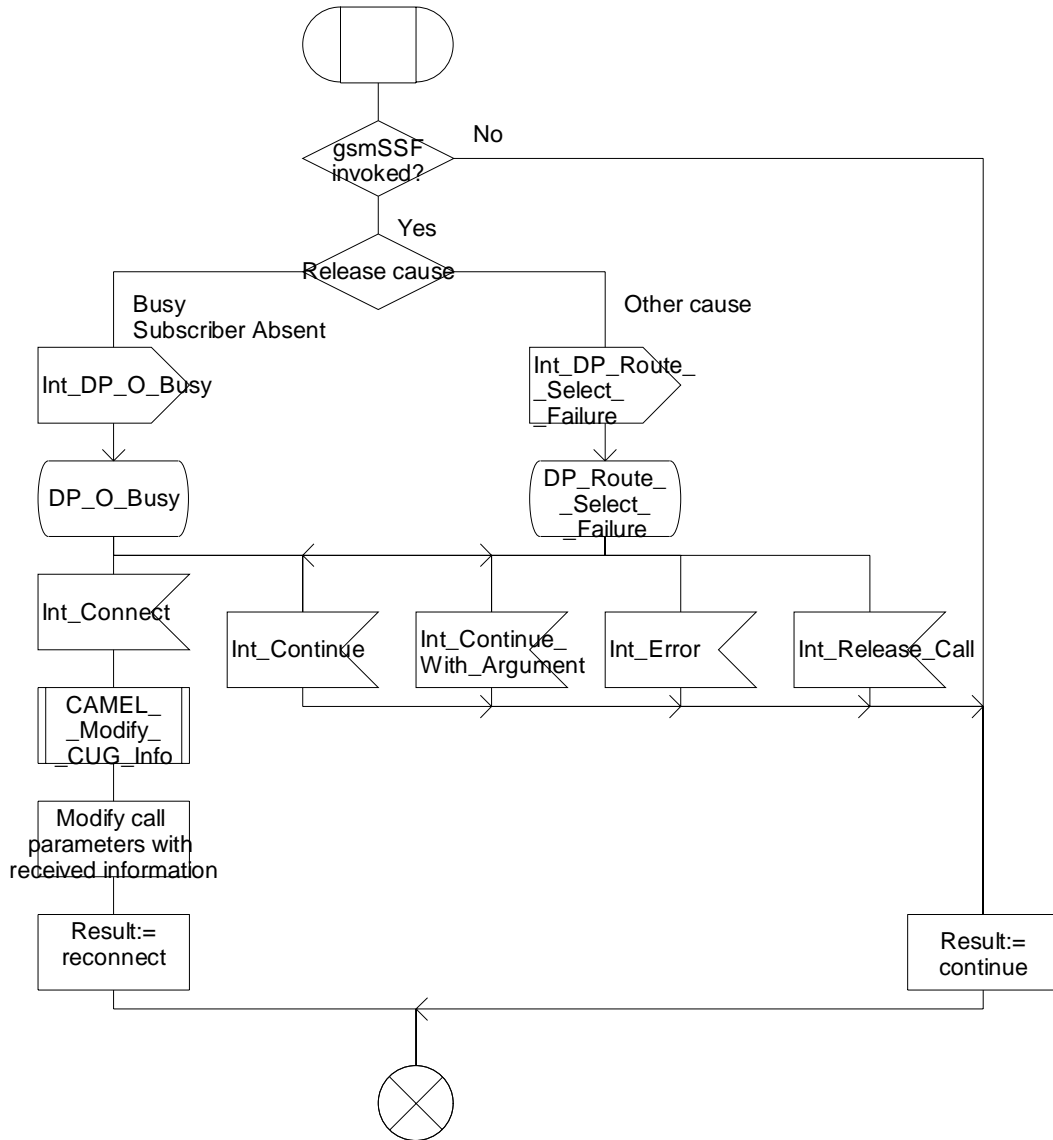 gsmSSF
invoked?
No
Yes
Release cause
Busy
Subscriber Absent
Other cause
Int_DP_O_Busy
Int_DP_Route_
_Select_
_Failure
DP_O_Busy
DP_Route_
_Select_
_Failure
Int_Connect
Int_Continue
Int_Continue_
With_Argument
Int_Error
Int_Release_Call
CAMEL_
_Modify_
_CUG_Info
Modify call
parameters with
received information
Result:=
reconnect
Result:=
continue